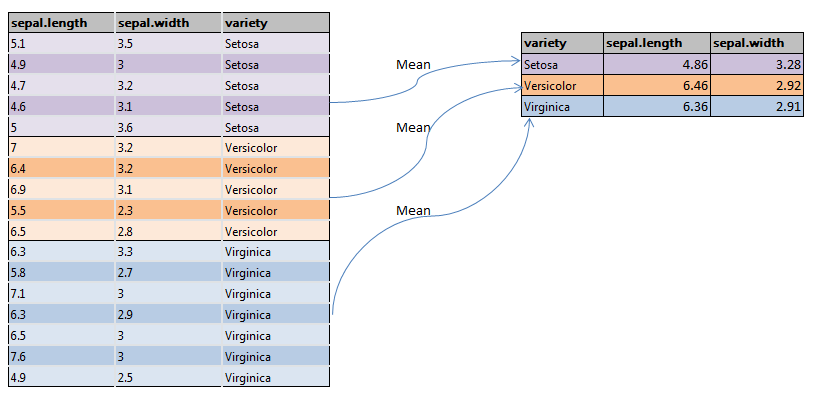 sepal.length sepal.width variety
5.1 3.5 Setosa
4.9 3 Setosa
4.7 3.2 Setosa
4.6 3.1 Setosa
5 3.6 Setosa
7 3.2 Versicolor
6.4 3.2 Versicolor
6.9 3.1 Versicolor
5.5 2.3 Versicolor
6.5 2.8 Versicolor
6.3 3.3 Virginica
5.8 2.7 Virginica
7.1 3 Virginica
6.3 2.9 Virginica
6.5 3 Virginica
7.6 3 Virginica
4.9 2.5 Virginica
Mean
Mean
Mean
variety sepal.length sepal.width
Setosa 4.86 3.28
Versicolor 6.46 2.92
Virginica 6.36 2.91